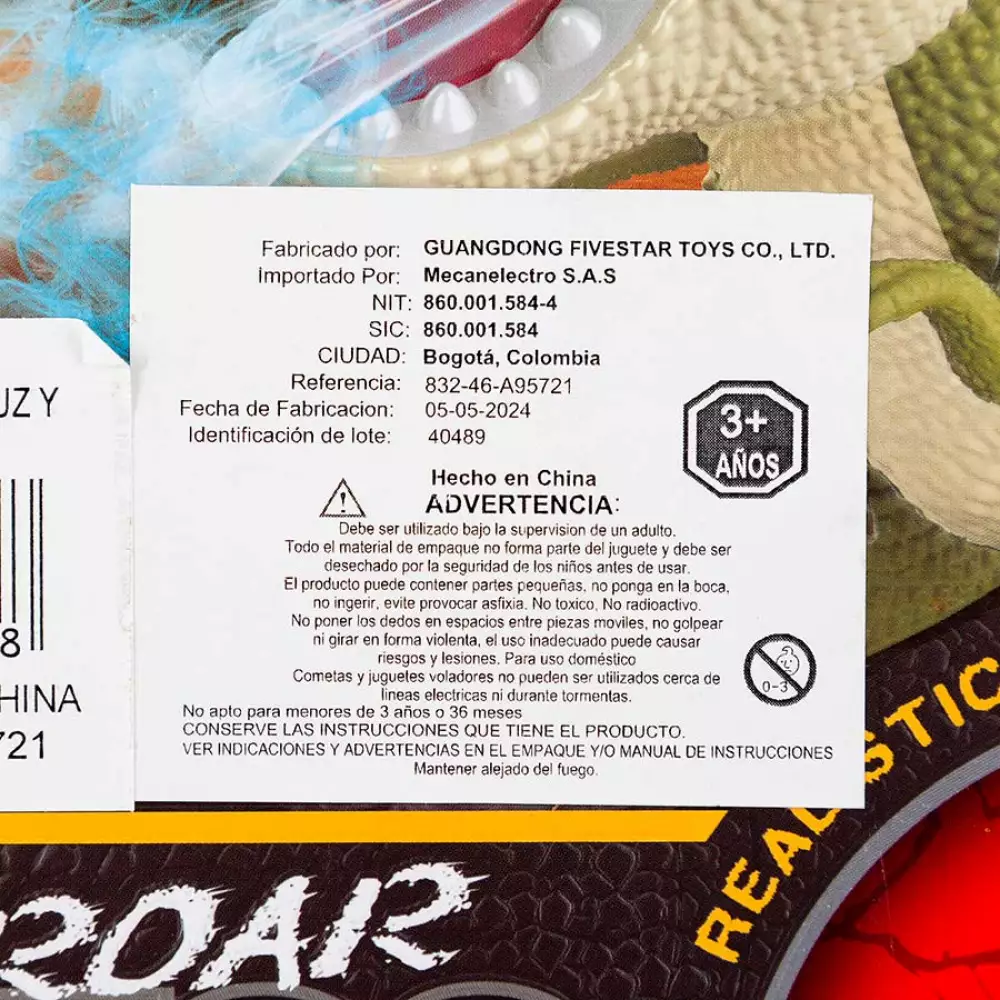 Fabricado por: GUANGDONG FIVESTAR TOYS CO., LTD.
Importado Por: Mecanelectro S.A.S
NIT: 860.001.584-4
SIC: 860.001.584
CIUDAD: Bogotá, Colombia
Referencia: 832-46-A95721
Fecha de Fabricacion: 05-05-2024
Identificación de lote: 40489
3+
AÑOS
Hecho en China
ADVERTENCIA:
Debe ser utilizado bajo la supervision de un adulto.
Todo el material de empaque no forma parte del juguete y debe ser
desechado por la seguridad de los niños antes de usar.
El producto puede contener partes pequeñas, no ponga en la boca,
no ingerir, evite provocar asfixia. No toxico, No radioactivo.
No poner los dedos en espacios entre piezas moviles, no golpear
ni girar en forma violenta, el uso inadecuado puede causar
riesgos y lesiones. Para uso doméstico
Cometas y juguetes voladores no pueden ser utilizados cerca de
lineas electricas ni durante tormentas.
0-3
No apto para menores de 3 años o 36 meses
CONSERVE LAS INSTRUCCIONES QUE TIENE EL PRODUCTO.
VER INDICACIONES Y ADVERTENCIAS EN EL EMPAQUE Y/O MANUAL DE INSTRUCCIONES
Mantener alejado del fuego.
UZ Y
8
HINA
721
ROAR
REALISTIC